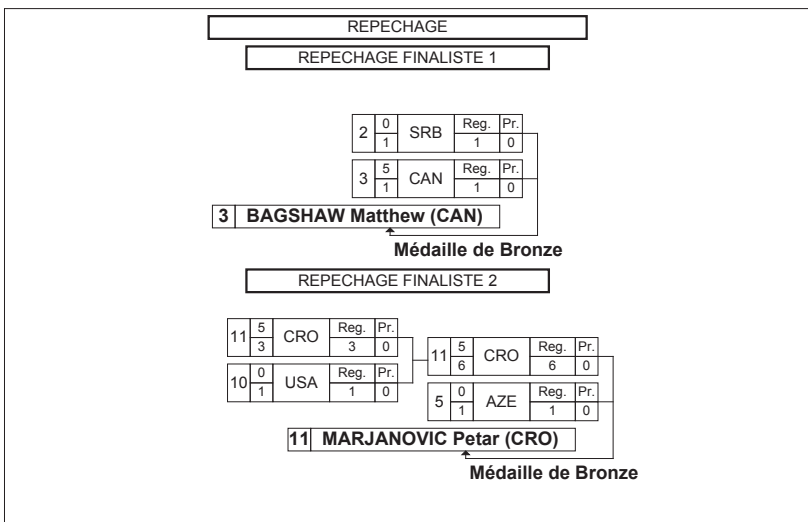 REPECHAGE
REPECHAGE FINALISTE 1
2 0 SRB Reg. Pr.
1 1 0
3 5 CAN Reg. Pr.
1 1 0
3 BAGSHAW Matthew (CAN)
Médaille de Bronze
REPECHAGE FINALISTE 2
11 5 CRO Reg. Pr.
3 3 0
10 0 USA Reg. Pr.
1 1 0
11 5 CRO Reg. Pr.
6 6 0
5 0 AZE Reg. Pr.
1 1 0
11 MARJANOVIC Petar (CRO)
Médaille de Bronze